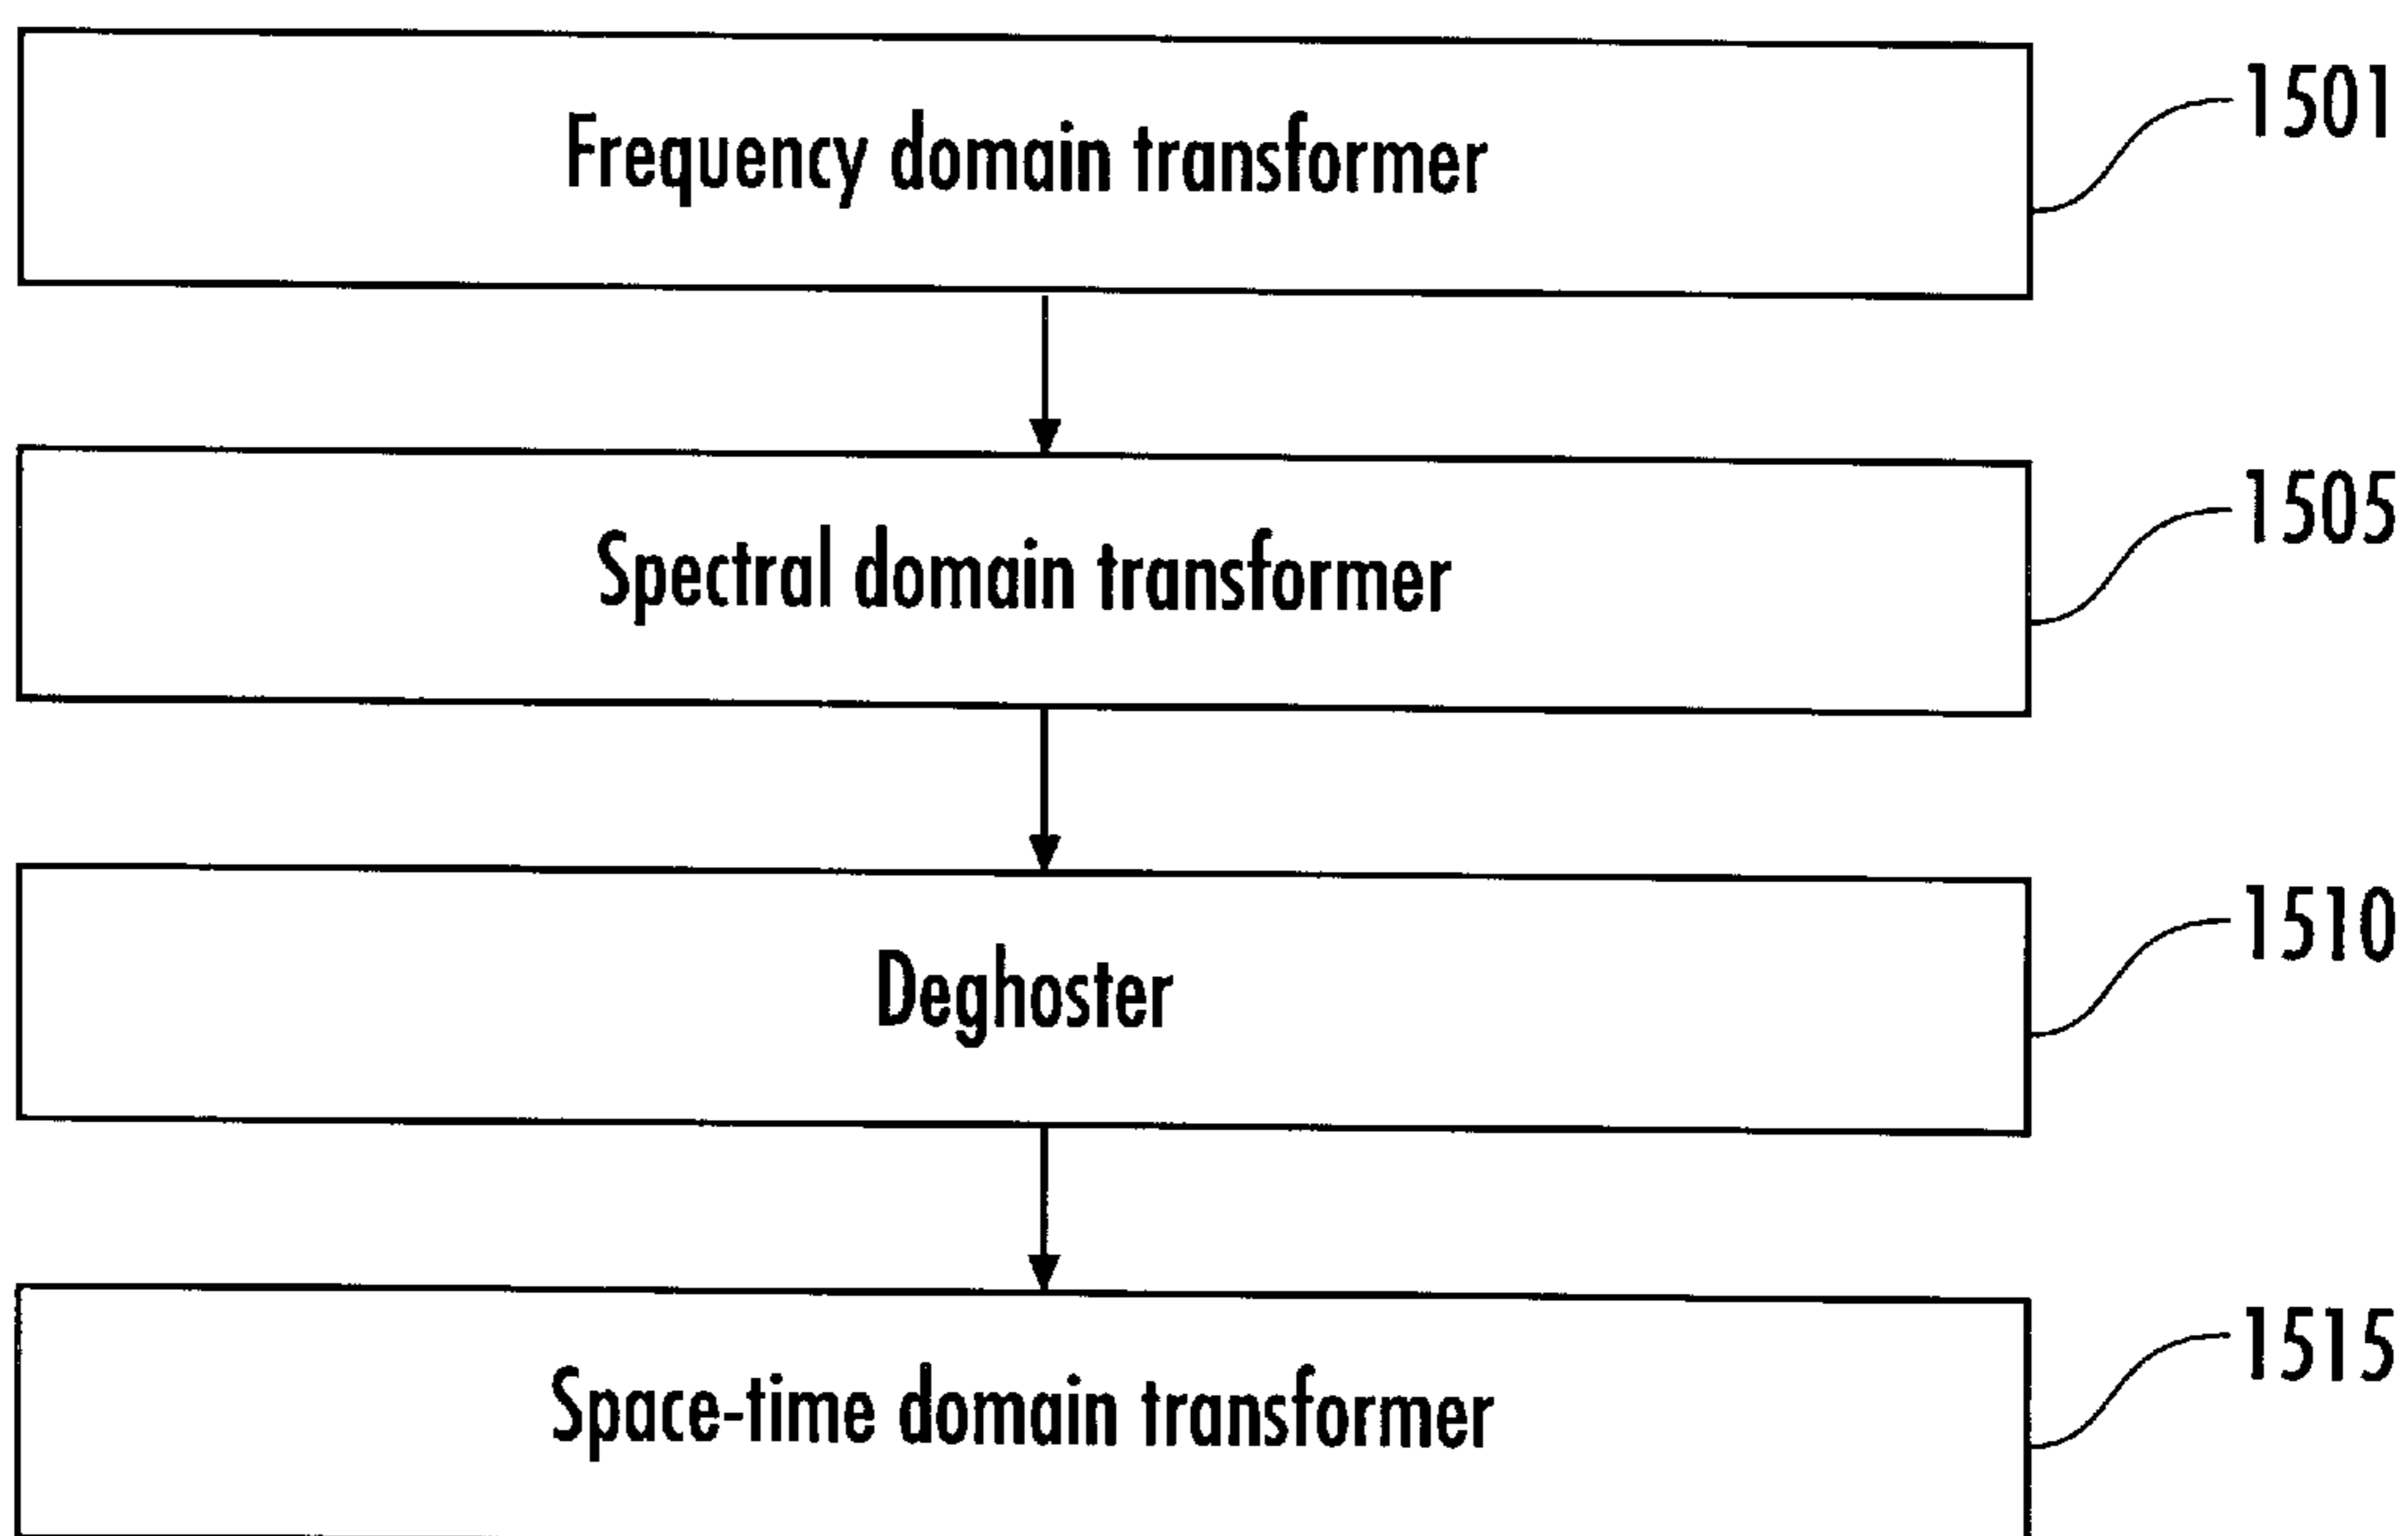 Frequency domain transformer
1501
Spectral domain transformer
1505
Deghoster
1510
Space-time domain transformer
1515